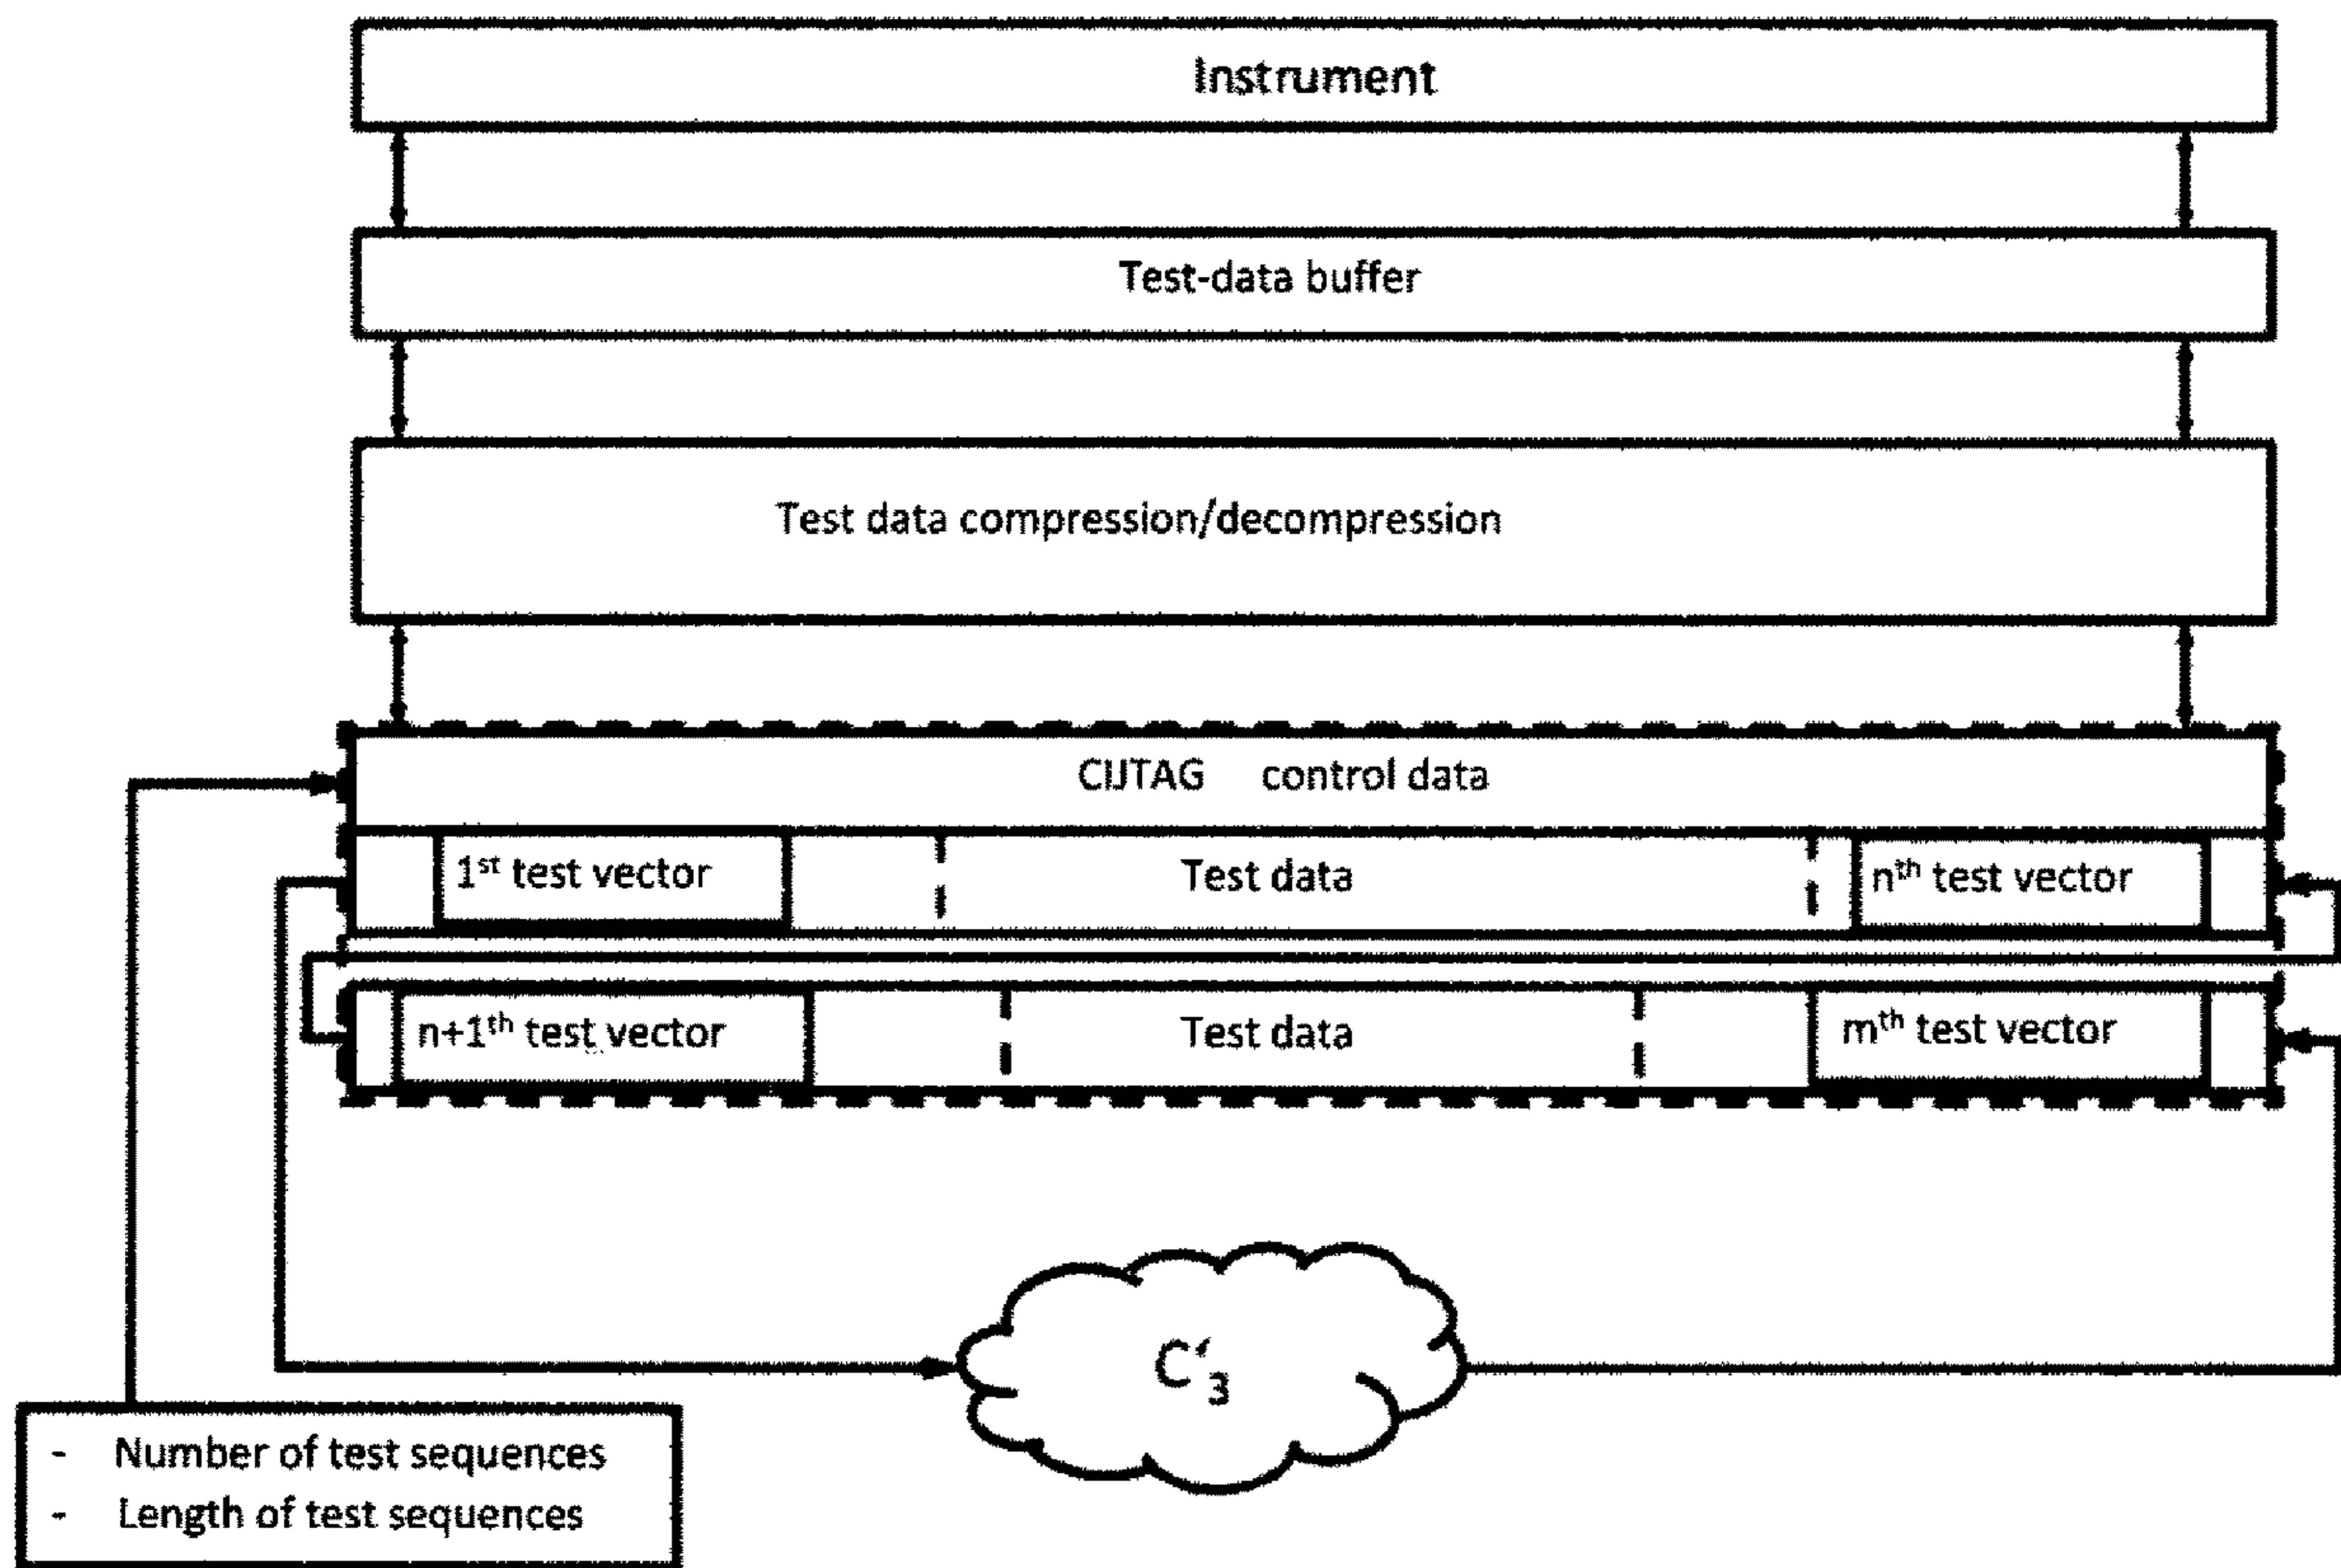 Instrument
Test-data buffer
Test data compression/decompression
CIJTAG control data
1st test vector Test data nth test vector
n+1th test vector Test data mth test vector
C′3
- Number of test sequences
- Length of test sequences